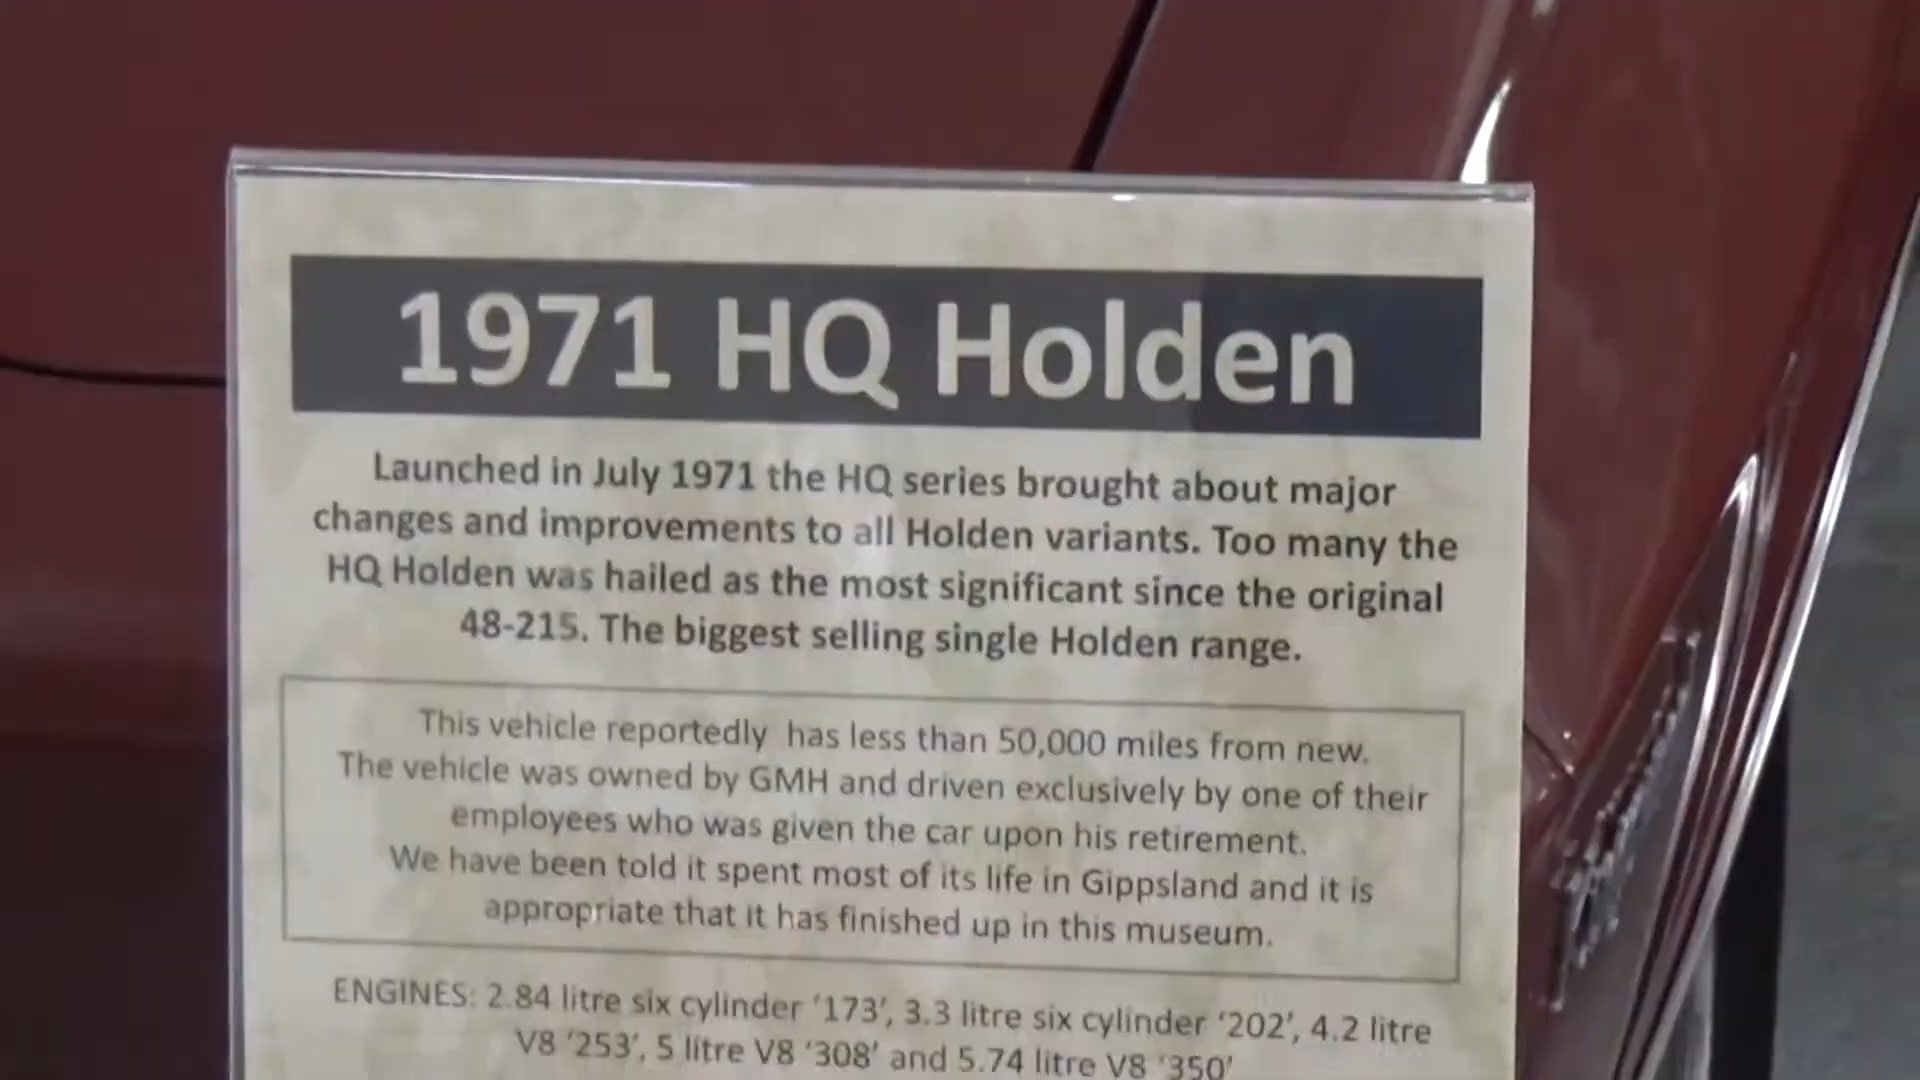 1971 HQ Holden
Launched in July 1971 the HQ series brought about major
changes and improvements to all Holden variants. Too many the
HQ Holden was hailed as the most significant since the original
48-215. The biggest selling single Holden range.
This vehicle reportedly has less than 50,000 miles from new.
The vehicle was owned by GMH and driven exclusively by one of their
employees who was given the car upon his retirement.
We have been told it spent most of its life in Gippsland and it is
appropriate that it has finished up in this museum.
ENGINES: 2.84 litre six cylinder ‘173’, 3.3 litre six cylinder ‘202’, 4.2 litre
V8 ‘253’, 5 litre V8 ‘308’ and 5.74 litre V8 ‘350’